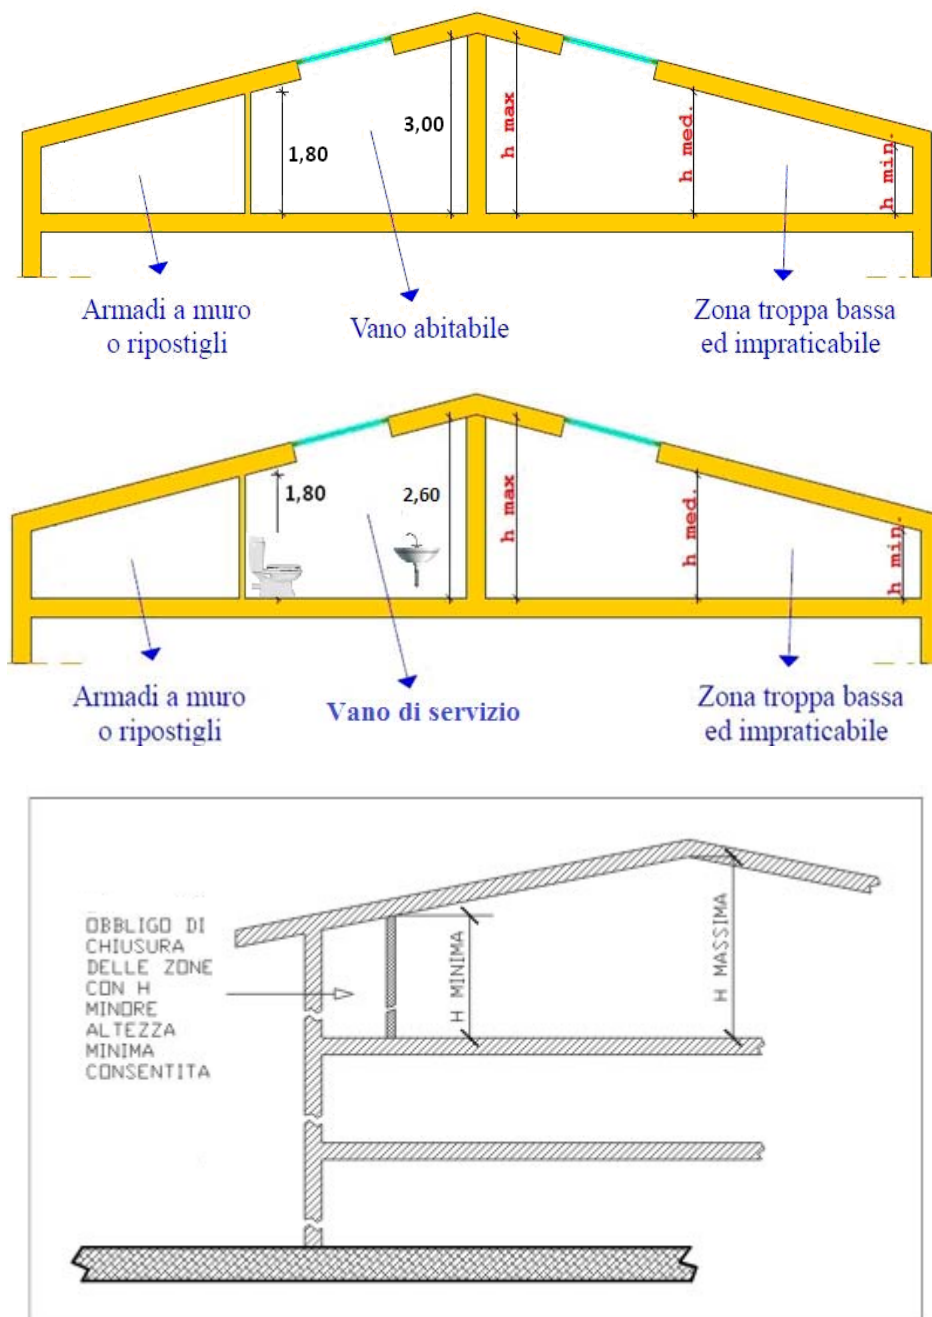 1,80
3,00
h max
h med.
h min.
Armadi a muro
o ripostigli
Vano abitabile
Zona troppa bassa
ed impraticabile
1,80
2,60
h max
h med.
h min.
Armadi a muro
o ripostigli
Vano di servizio
Zona troppa bassa
ed impraticabile
OBBLIGO DI
CHIUSURA
DELLE ZONE
CON H
MINORE
ALTEZZA
MINIMA
CONSENTITA
H MINIMA
H MASSIMA